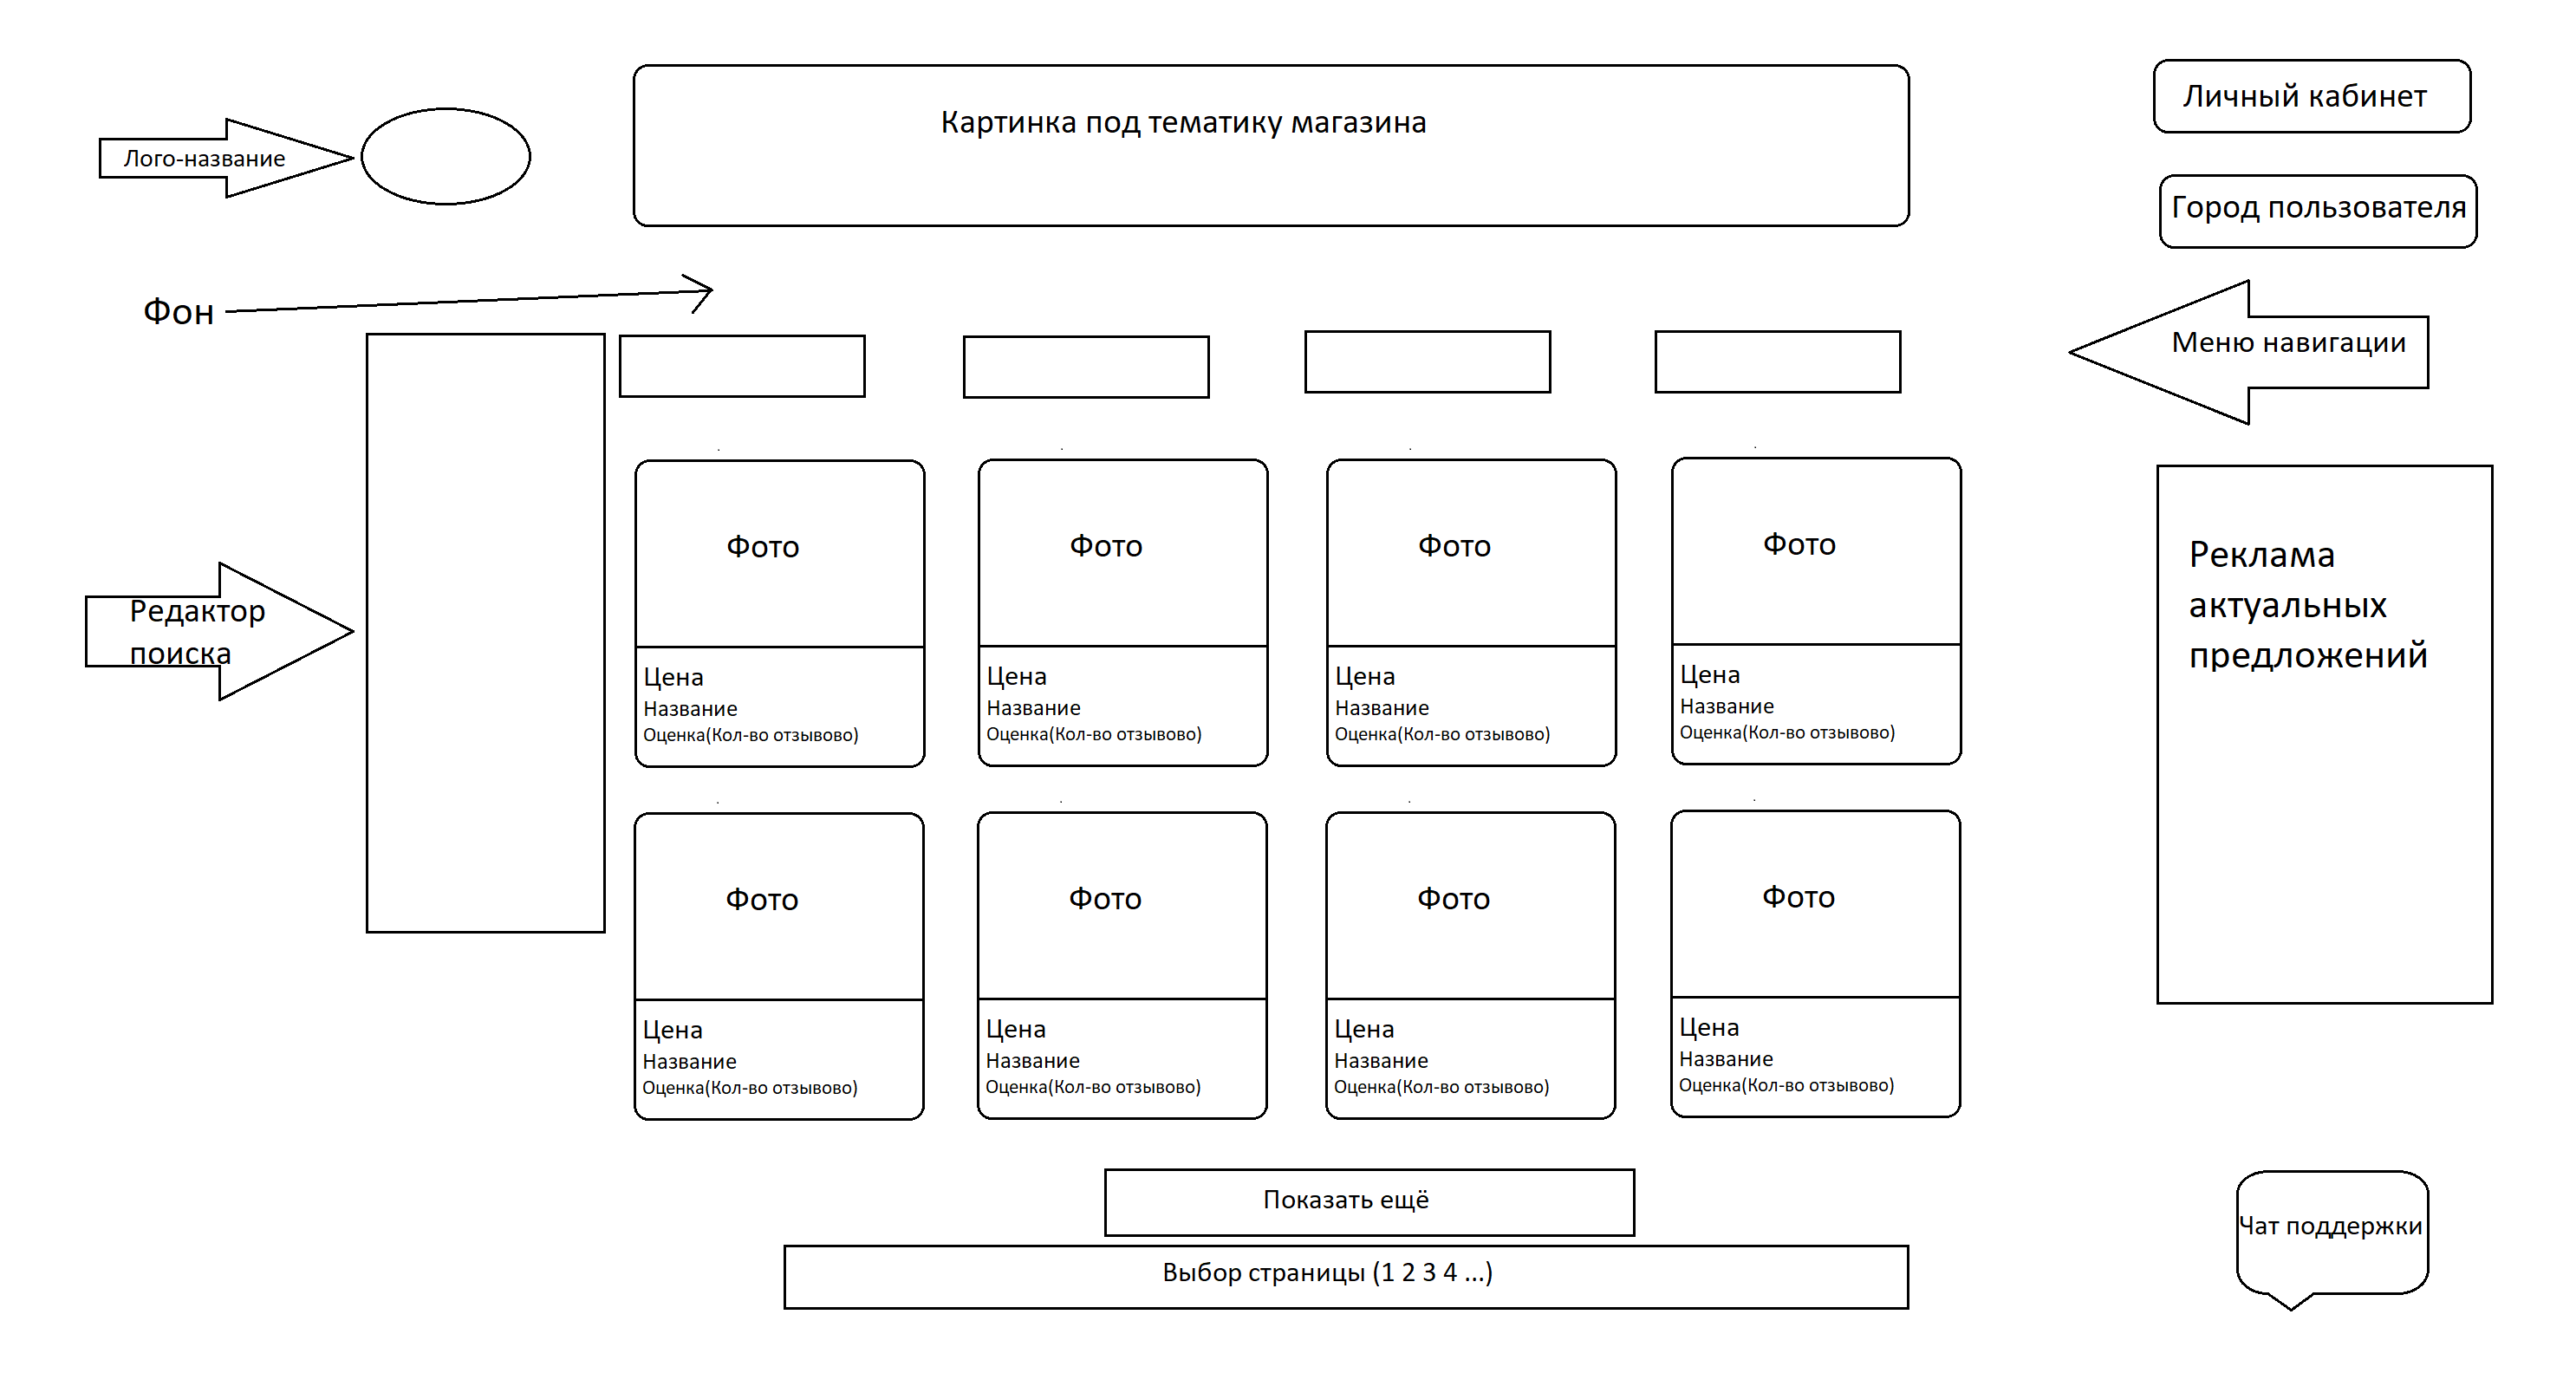 Картинка под тематику магазина
Личный кабинет
Лого-название
Город пользователя
Фон
Меню навигации
Редактор
поиска
Фото
Цена
Название
Оценка(Кол-во отзывово)
Фото
Цена
Название
Оценка(Кол-во отзывово)
Фото
Цена
Название
Оценка(Кол-во отзывово)
Фото
Цена
Название
Оценка(Кол-во отзывово)
Реклама
актуальных
предложений
Фото
Цена
Название
Оценка(Кол-во отзывово)
Фото
Цена
Название
Оценка(Кол-во отзывово)
Фото
Цена
Название
Оценка(Кол-во отзывово)
Фото
Цена
Название
Оценка(Кол-во отзывово)
Показать ещё
Чат поддержки
Выбор страницы (1 2 3 4 ...)